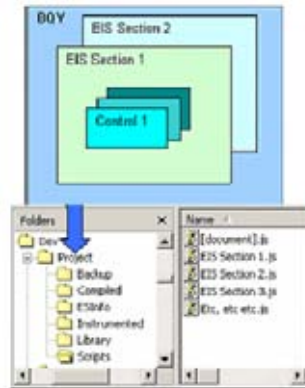 BQY
EIS Section 2
EIS Section 1
Control 1
Folders
Name
Dev
Project
Backup
Compiled
ESInfo
Instrumented
Library
Scripts
[document].js
EIS Section 1.js
EIS Section 2.js
EIS Section 3.js
Etc, etc etc.js